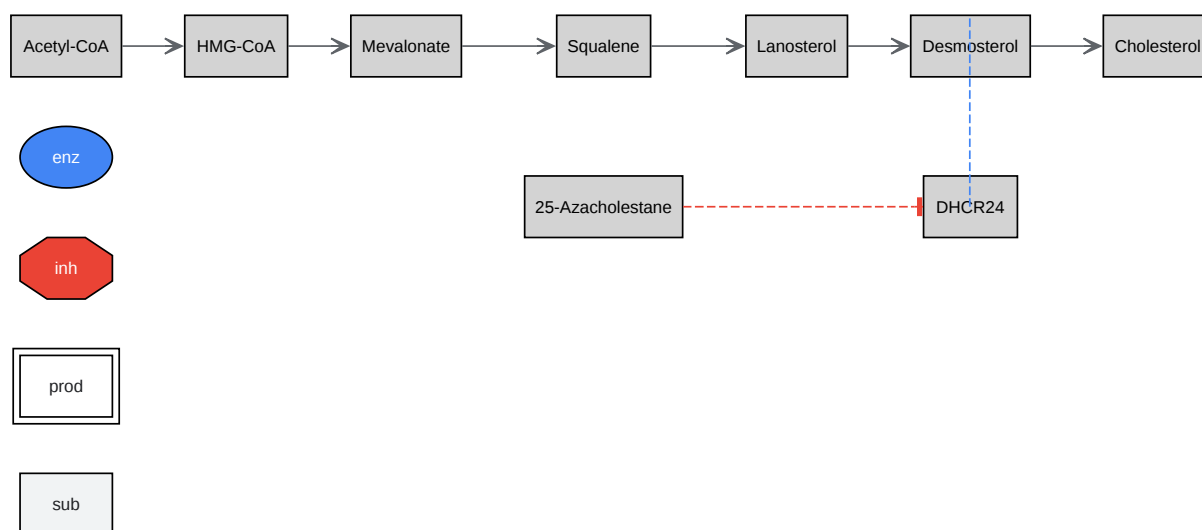 Acetyl-CoA
HMG-CoA
Mevalonate
Squalene
Lanosterol
Desmosterol
Cholesterol
enz
25-Azacholestane
DHCR24
inh
prod
sub